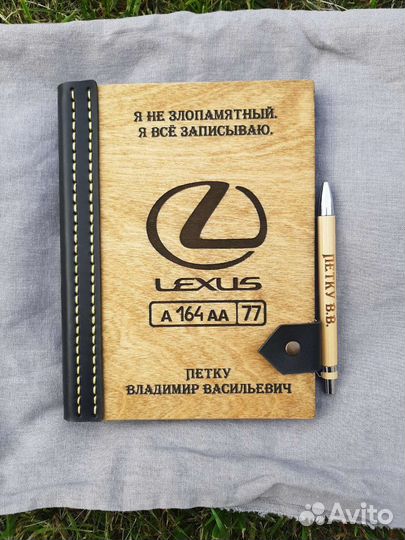 Я НЕ ЗЛОПАМЯТНЫЙ.
Я ВСЁ ЗАПИСЫВАЮ.
LEXUS
А 164 АА 77
ПЕТКУ
ВЛАДИМИР ВАСИЛЬЕВИЧ
ПЕТКУ В.В.
Avito